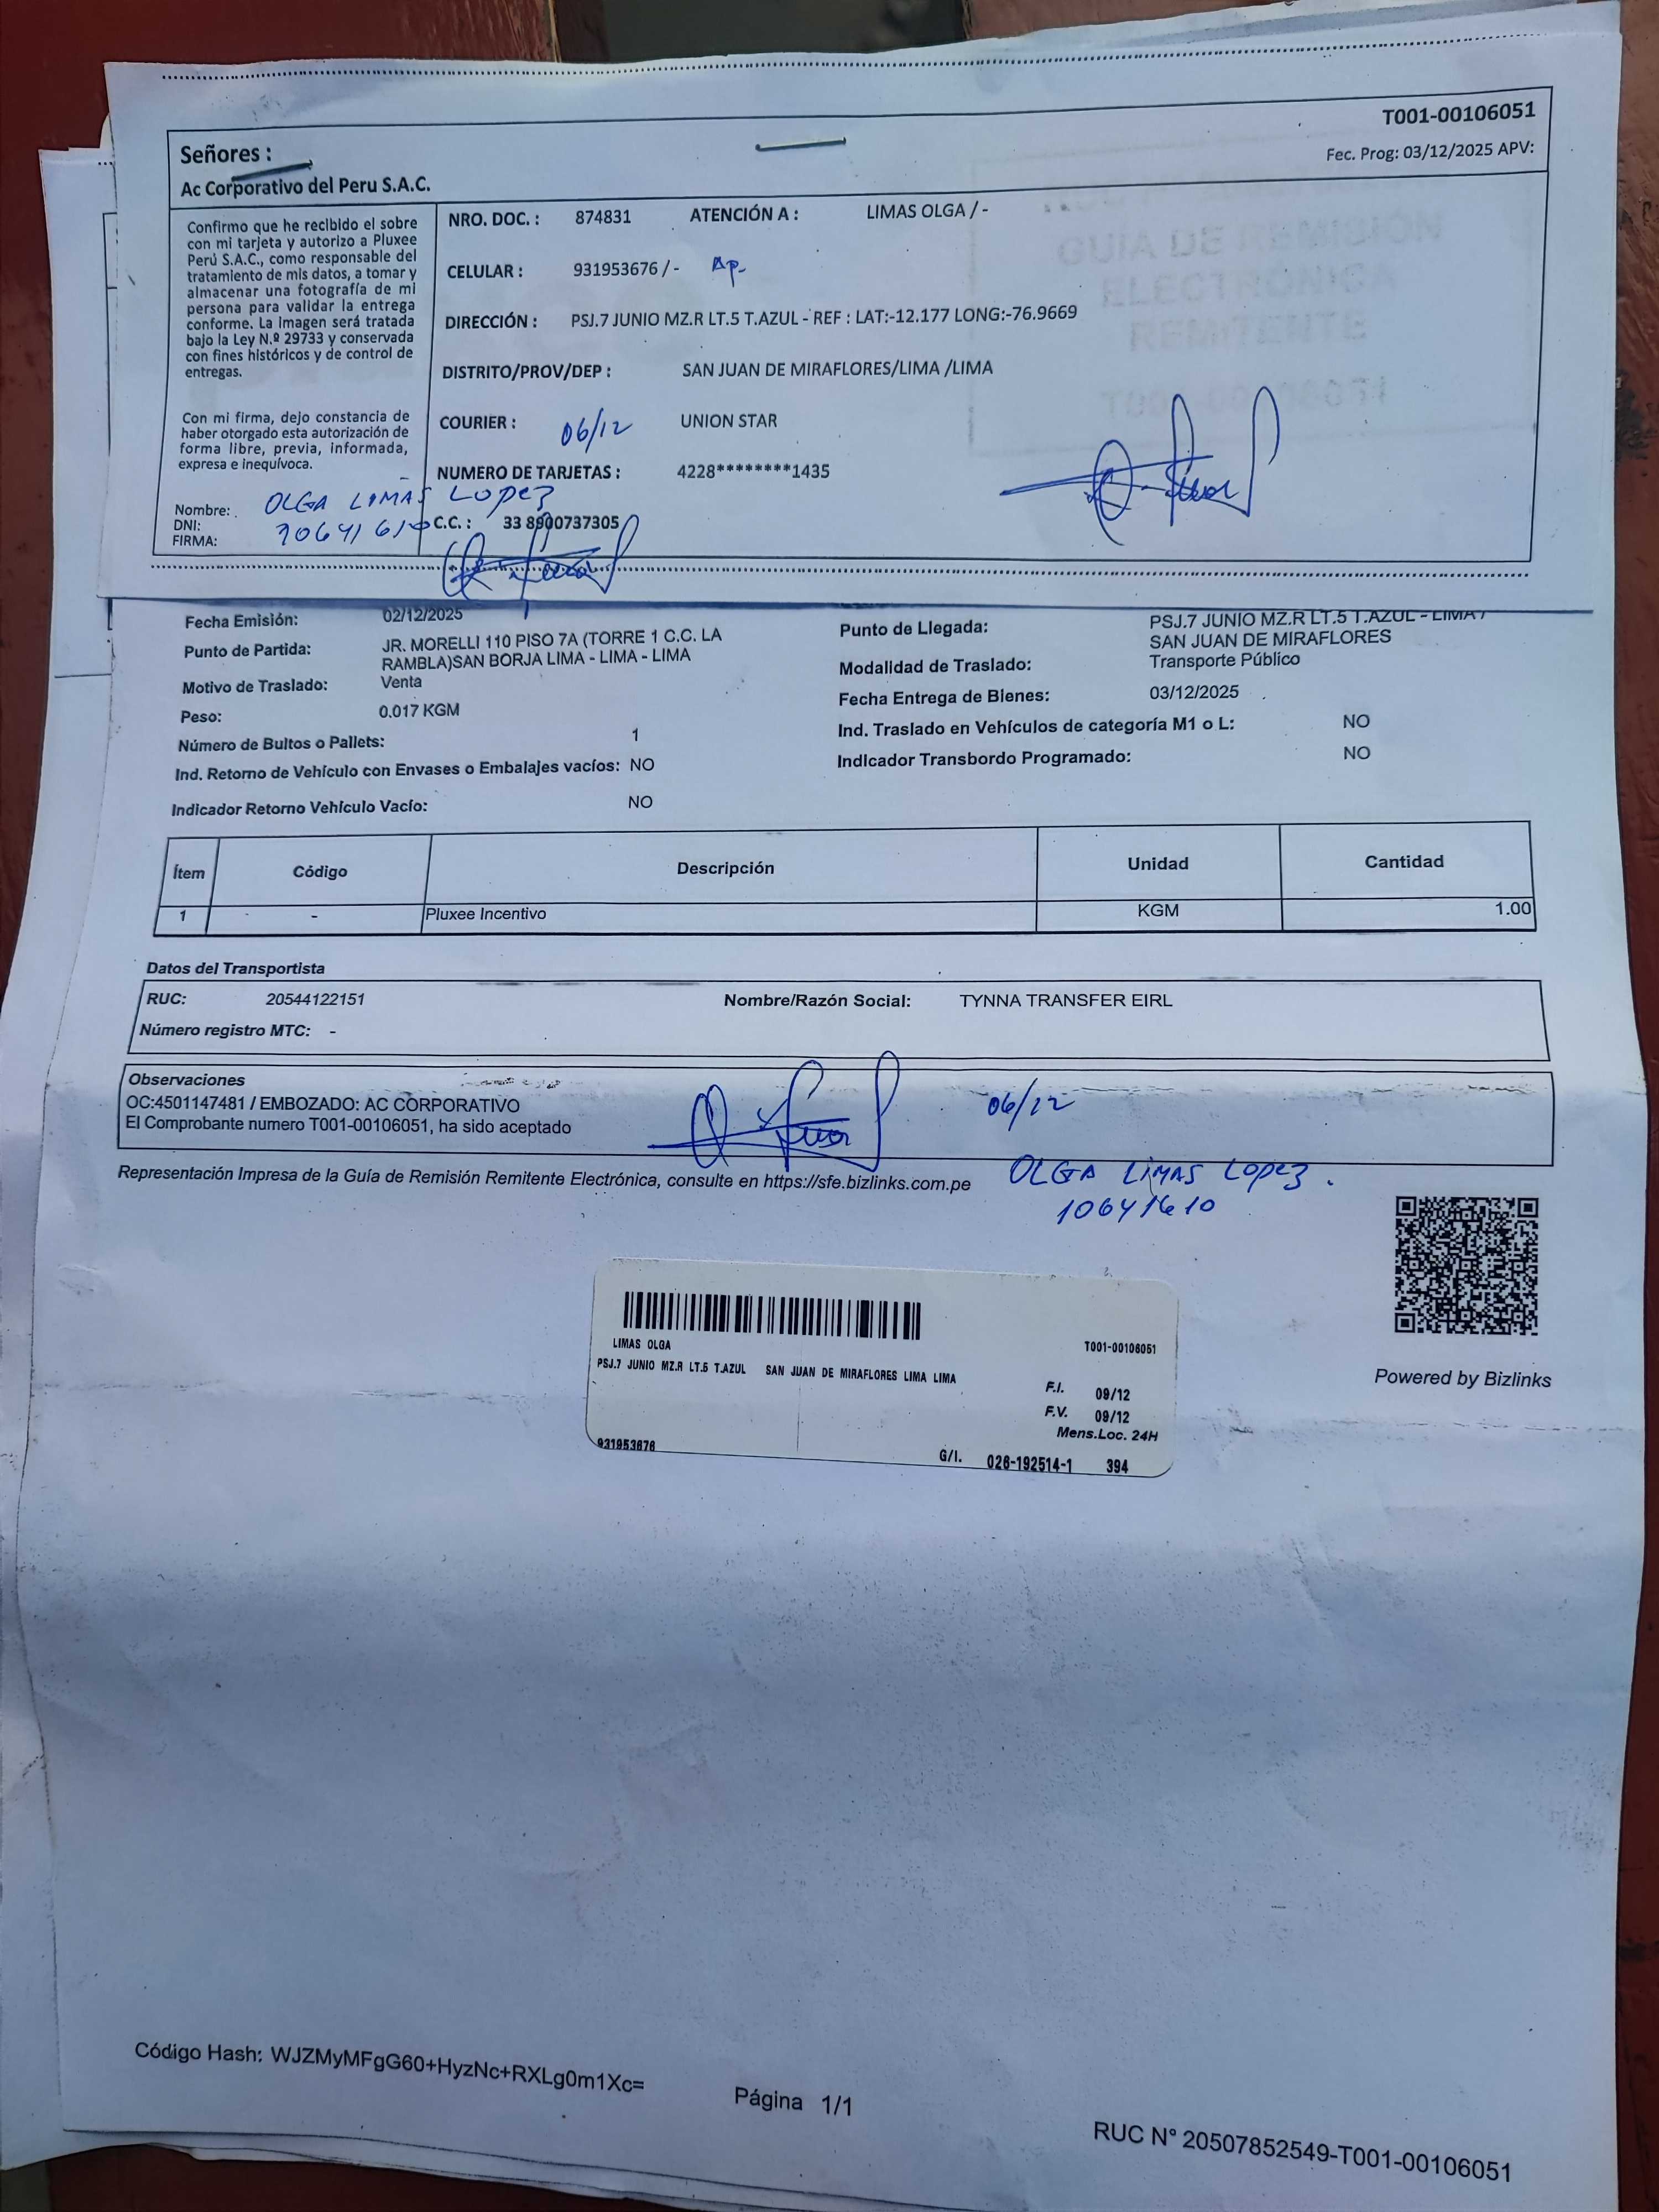 T001-00106051
Señores :
Fec. Prog: 03/12/2025 APV:
Ac Corporativo del Peru S.A.C.
Confirmo que he recibido el sobre
con mi tarjeta y autorizo a Pluxee
Perú S.A.C., como responsable del
tratamiento de mis datos, a tomar y
almacenar una fotografía de mi
persona para validar la entrega
conforme. La imagen será tratada
bajo la Ley N.º 29733 y conservada
con fines históricos y de control de
entregas.
Con mi firma, dejo constancia de
haber otorgado esta autorización de
forma libre, previa, informada,
expresa e inequívoca.
Nombre: OLGA LIMAS LOPEZ
DNI:
FIRMA:
NRO. DOC. : 874831 ATENCIÓN A : LIMAS OLGA / -
CELULAR : 931953676 / - Ap.
DIRECCIÓN : PSJ.7 JUNIO MZ.R LT.5 T.AZUL - REF : LAT:-12.177 LONG:-76.9669
DISTRITO/PROV/DEP : SAN JUAN DE MIRAFLORES/LIMA /LIMA
COURIER : 06/12 UNION STAR
NUMERO DE TARJETAS : 4228********1435
C.C. : 33 8900737305
GUÍA DE REMISIÓN
ELECTRÓNICA
REMITENTE
Fecha Emisión: 02/12/2025
Punto de Partida: JR. MORELLI 110 PISO 7A (TORRE 1 C.C. LA
RAMBLA)SAN BORJA LIMA - LIMA - LIMA
Motivo de Traslado: Venta
Peso: 0.017 KGM
Número de Bultos o Pallets: 1
Ind. Retorno de Vehículo con Envases o Embalajes vacíos: NO
Indicador Retorno Vehículo Vacío: NO
Punto de Llegada: PSJ.7 JUNIO MZ.R LT.5 T.AZUL - LIMA /
SAN JUAN DE MIRAFLORES
Modalidad de Traslado: Transporte Público
Fecha Entrega de Bienes: 03/12/2025
Ind. Traslado en Vehículos de categoría M1 o L: NO
Indicador Transbordo Programado: NO
Ítem Código Descripción Unidad Cantidad
1 - Pluxee Incentivo KGM 1.00
Datos del Transportista
RUC: 20544122151 Nombre/Razón Social: TYNNA TRANSFER EIRL
Número registro MTC: -
Observaciones
OC:4501147481 / EMBOZADO: AC CORPORATIVO
El Comprobante numero T001-00106051, ha sido aceptado
06/12
Representación Impresa de la Guía de Remisión Remitente Electrónica, consulte en https://sfe.bizlinks.com.pe
OLGA LIMAS LOPEZ.
10641610
LIMAS OLGA T001-00106051
PSJ.7 JUNIO MZ.R LT.5 T.AZUL SAN JUAN DE MIRAFLORES LIMA LIMA
F.I. 09/12
F.V. 09/12
Mens.Loc. 24H
931953676 G/I. 026-192514-1 394
Powered by Bizlinks
Código Hash: WJZMyMFgG60+HyzNc+RXLg0m1Xc=
Página 1/1
RUC N° 20507852549-T001-00106051